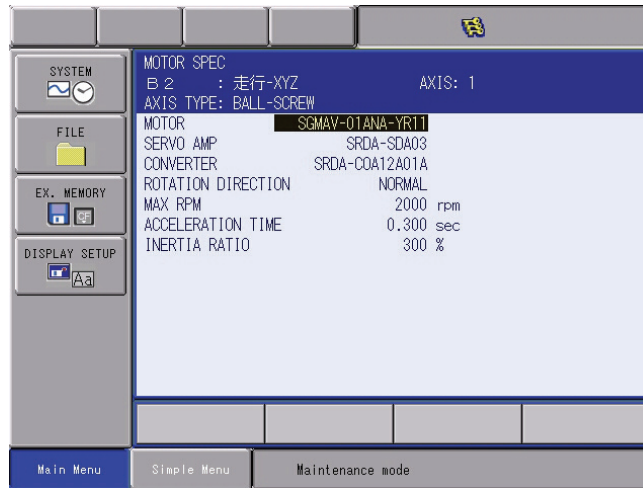 SYSTEM
FILE
EX. MEMORY
CF
DISPLAY SETUP
Aa
MOTOR SPEC
B2 : 走行-XYZ AXIS: 1
AXIS TYPE: BALL-SCREW
MOTOR SGMAV-01ANA-YR11
SERVO AMP SRDA-SDA03
CONVERTER SRDA-COA12A01A
ROTATION DIRECTION NORMAL
MAX RPM 2000 rpm
ACCELERATION TIME 0.300 sec
INERTIA RATIO 300 %
Main Menu
Simple Menu
Maintenance mode